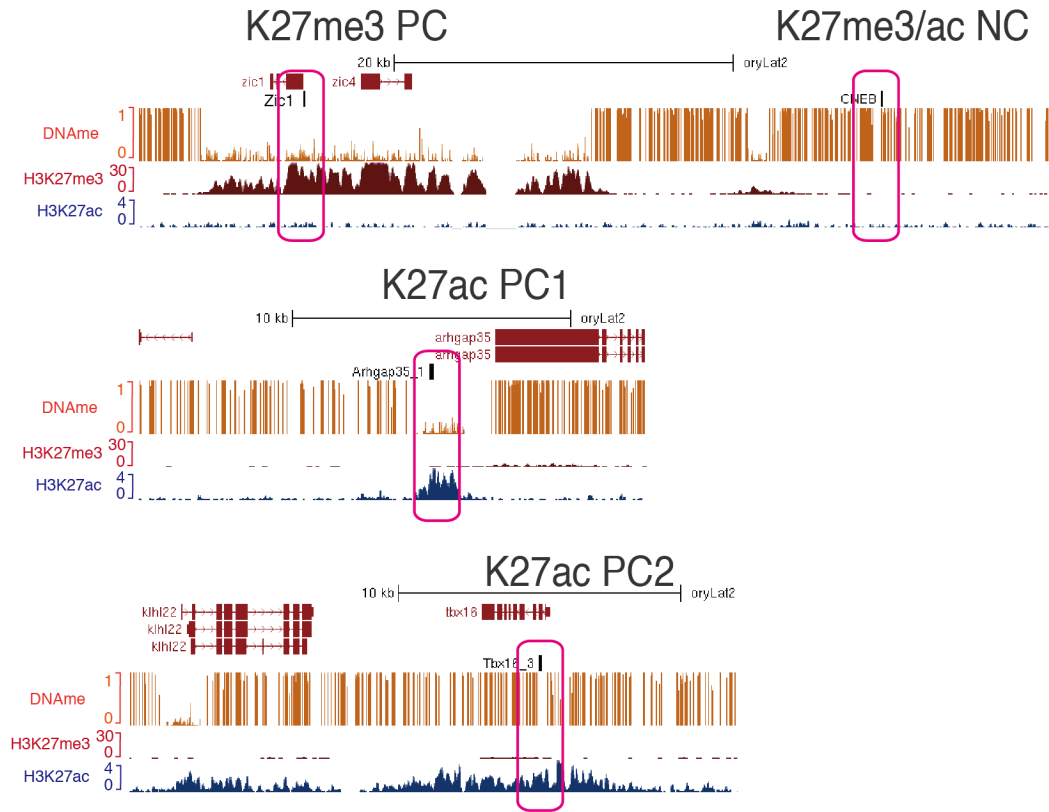 K27me3 PC
K27me3/ac NC
20 kb
oryLat2
zic1
zic4
Zic1
CNEB
DNAme
1
0
H3K27me3
30
0
H3K27ac
4
0
K27ac PC1
10 kb
oryLat2
arhgap35
arhgap35
Arhgap35_1
DNAme
1
0
H3K27me3
30
0
H3K27ac
4
0
K27ac PC2
10 kb
oryLat2
klhl22
tbx16
klhl22
klhl22
Tbx16_3
DNAme
1
0
H3K27me3
30
0
H3K27ac
4
0